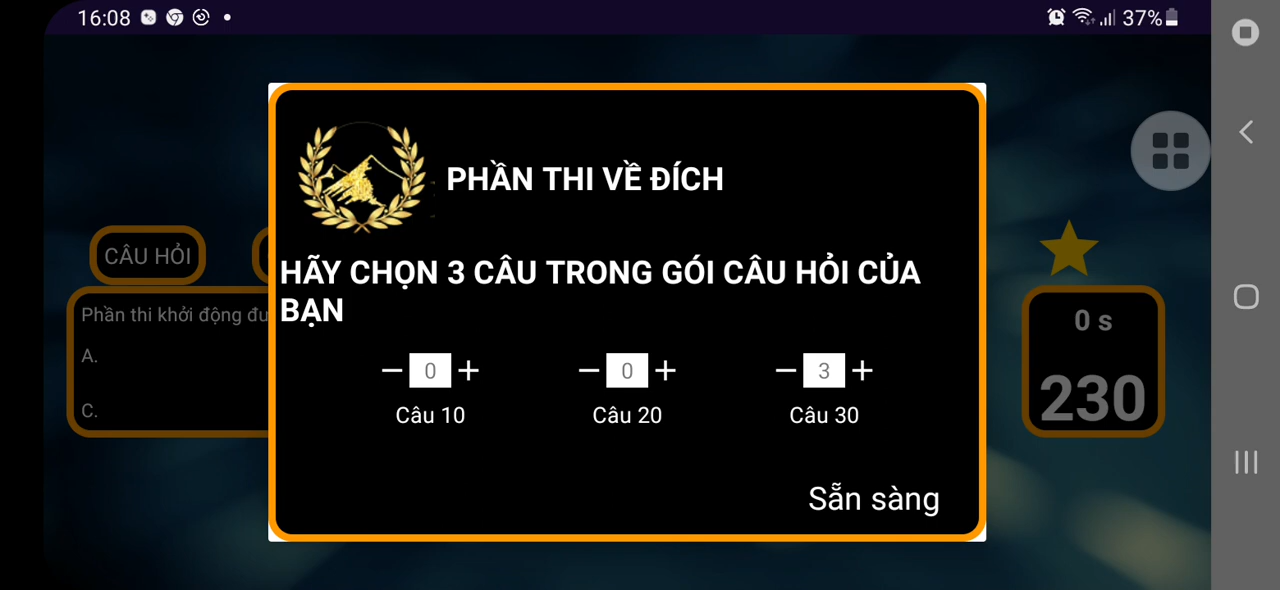 16:08
37%
PHẦN THI VỀ ĐÍCH
HÃY CHỌN 3 CÂU TRONG GÓI CÂU HỎI CỦA
BẠN
CÂU HỎI
Phần thi khởi động đư
A.
C.
0 s
230
− 0 + − 0 + − 3 +
Câu 10 Câu 20 Câu 30
Sẵn sàng